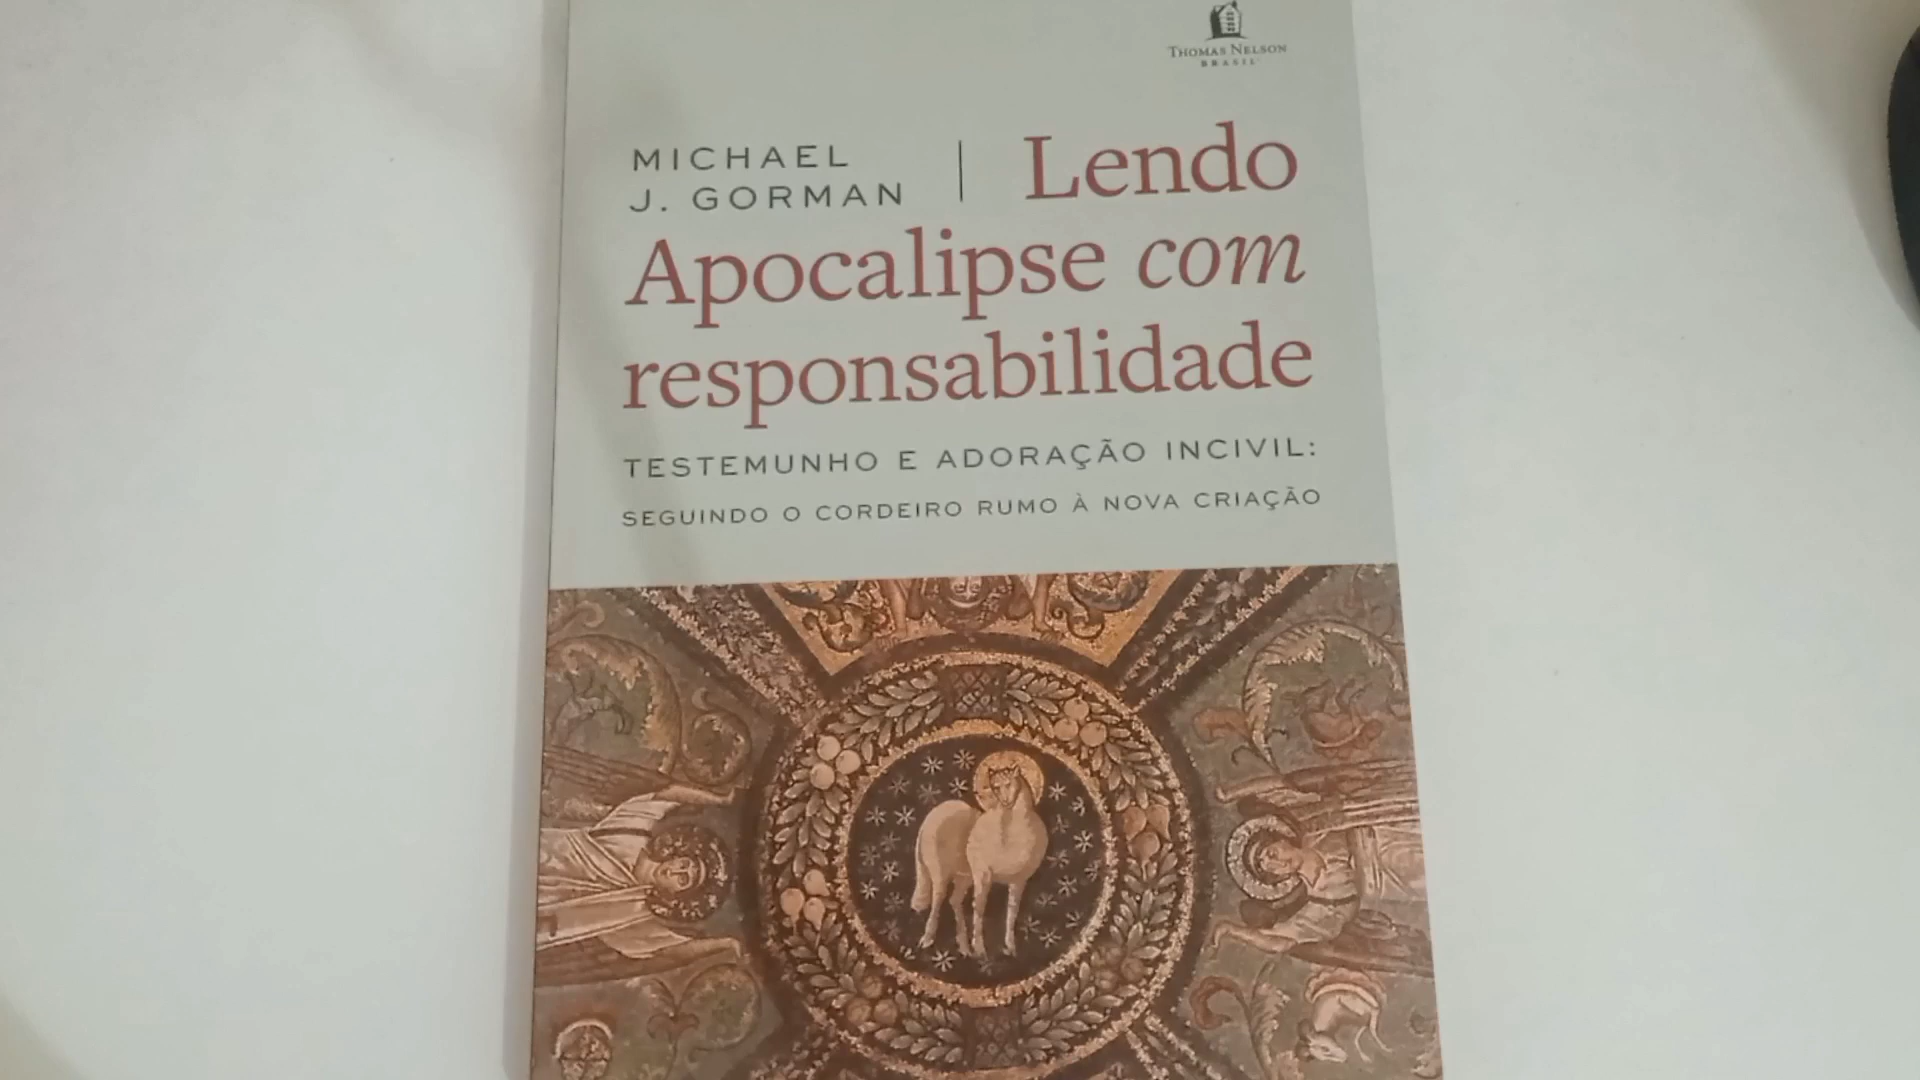 THOMAS NELSON
BRASIL
MICHAEL
J. GORMAN
Lendo
Apocalipse com
responsabilidade
TESTEMUNHO E ADORAÇÃO INCIVIL:
SEGUINDO O CORDEIRO RUMO À NOVA CRIAÇÃO